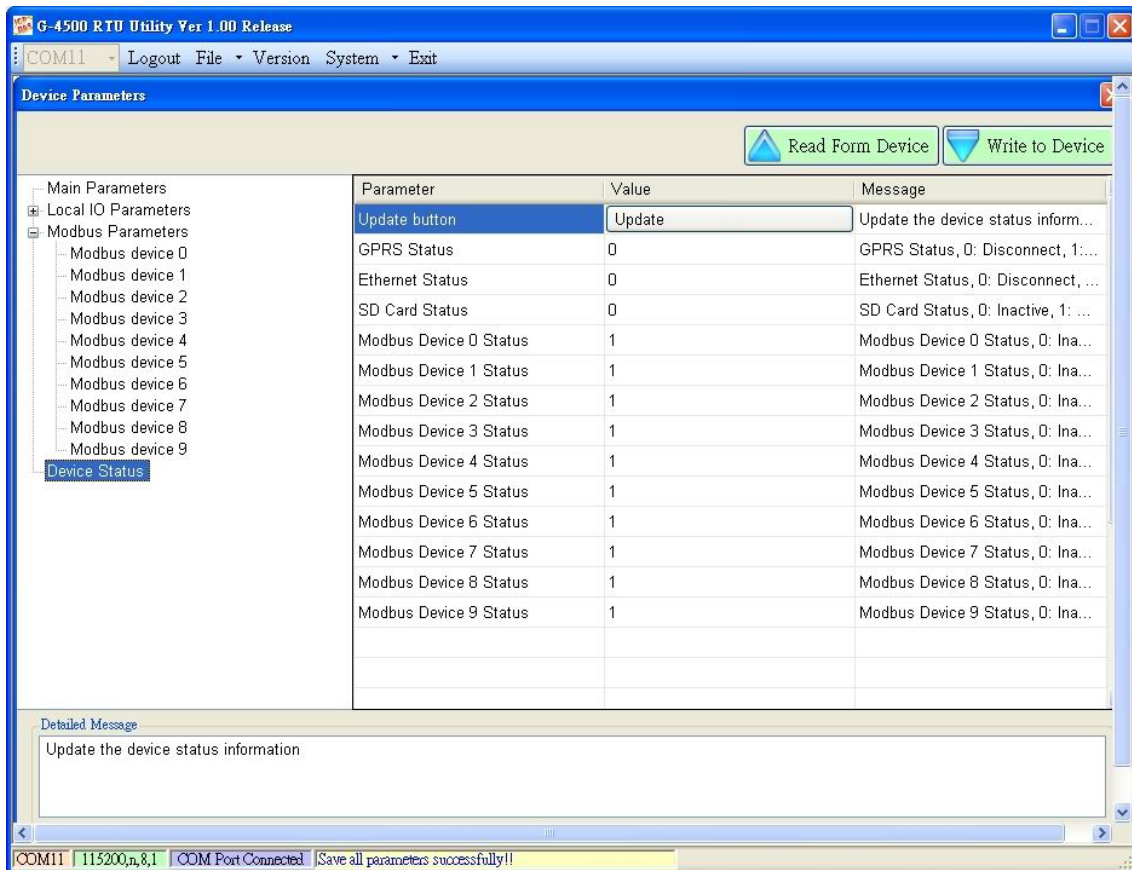 G-4500 RTU Utility Ver 1.00 Release
COM11 Logout File Version System Exit
Device Parameters
Read Form Device Write to Device
Main Parameters
Local IO Parameters
Modbus Parameters
Modbus device 0
Modbus device 1
Modbus device 2
Modbus device 3
Modbus device 4
Modbus device 5
Modbus device 6
Modbus device 7
Modbus device 8
Modbus device 9
Device Status
Parameter Value Message
Update button Update Update the device status inform...
GPRS Status 0 GPRS Status, 0: Disconnect, 1:...
Ethernet Status 0 Ethernet Status, 0: Disconnect, ...
SD Card Status 0 SD Card Status, 0: Inactive, 1: ...
Modbus Device 0 Status 1 Modbus Device 0 Status, 0: Ina...
Modbus Device 1 Status 1 Modbus Device 1 Status, 0: Ina...
Modbus Device 2 Status 1 Modbus Device 2 Status, 0: Ina...
Modbus Device 3 Status 1 Modbus Device 3 Status, 0: Ina...
Modbus Device 4 Status 1 Modbus Device 4 Status, 0: Ina...
Modbus Device 5 Status 1 Modbus Device 5 Status, 0: Ina...
Modbus Device 6 Status 1 Modbus Device 6 Status, 0: Ina...
Modbus Device 7 Status 1 Modbus Device 7 Status, 0: Ina...
Modbus Device 8 Status 1 Modbus Device 8 Status, 0: Ina...
Modbus Device 9 Status 1 Modbus Device 9 Status, 0: Ina...
Detailed Message
Update the device status information
COM11 115200,n,8,1 COM Port Connected Save all parameters successfully!!